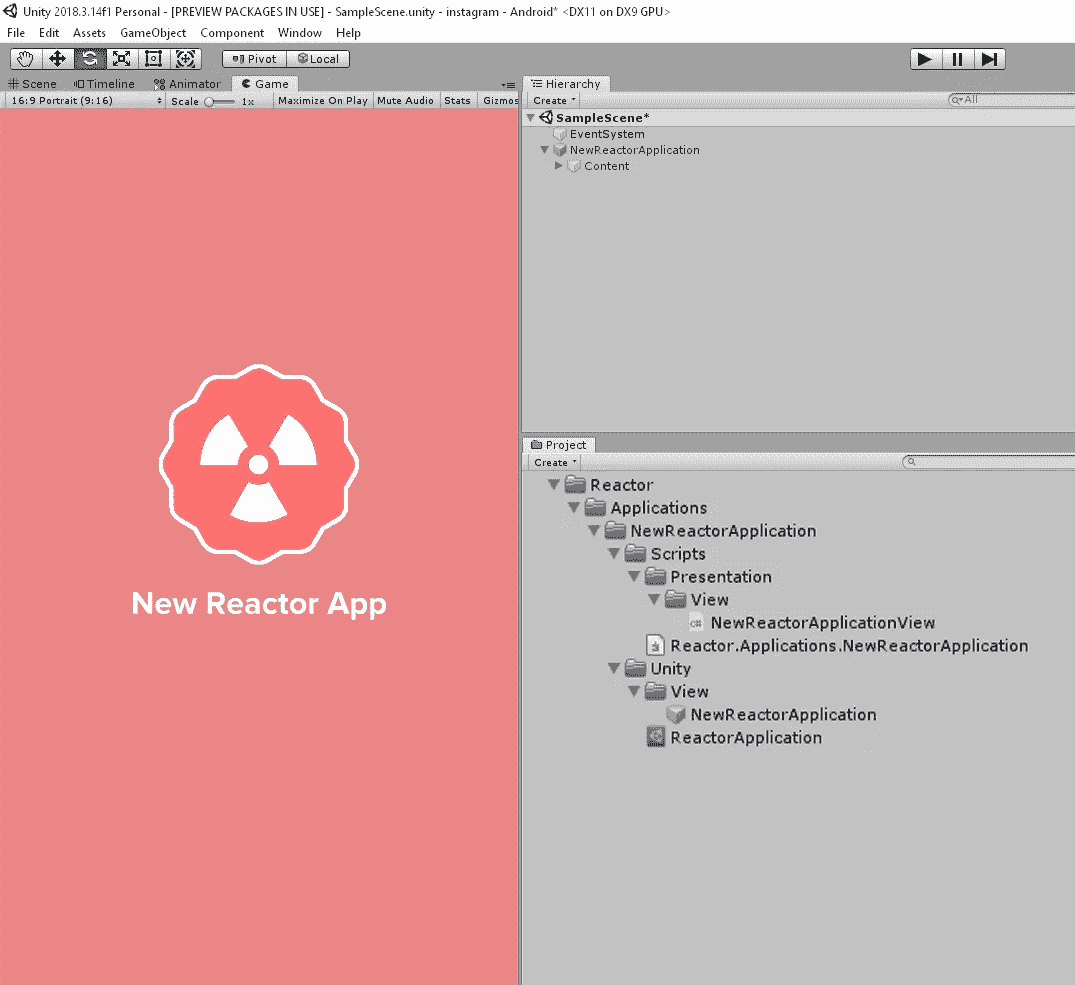 Unity 2018.3.14f1 Personal - [PREVIEW PACKAGES IN USE] - SampleScene.unity - instagram - Android* <DX11 on DX9 GPU>
File Edit Assets GameObject Component Window Help
Pivot Local
Scene Timeline Animator Game
16:9 Portrait (9:16) Scale 1x Maximize On Play Mute Audio Stats Gizmos
Hierarchy
Create All
SampleScene*
EventSystem
NewReactorApplication
Content
New Reactor App
Project
Create
Reactor
Applications
NewReactorApplication
Scripts
Presentation
View
c# NewReactorApplicationView
Reactor.Applications.NewReactorApplication
Unity
View
NewReactorApplication
ReactorApplication